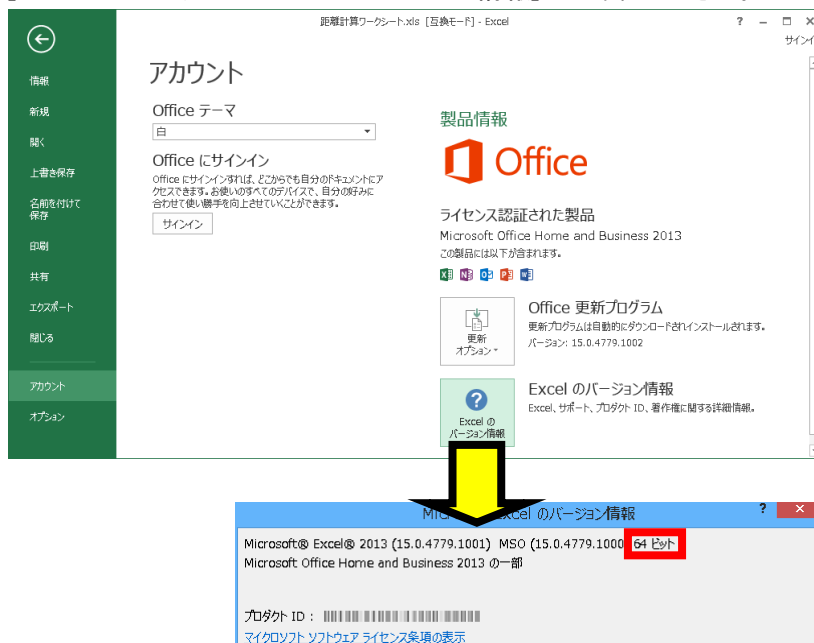 距離計算ワークシート.xls [互換モード] - Excel
?
アカウント
情報
新規
開く
上書き保存
名前を付けて
保存
印刷
共有
エクスポート
閉じる
アカウント
オプション
Office テーマ
白
Office にサインイン
Office にサインインすれば、どこからでも自分のドキュメントにア
クセスできます。お使いのすべてのデバイスで、自分の好みに
合わせて使い勝手を向上させていくことができます。
サインイン
製品情報
Office
ライセンス認証された製品
Microsoft Office Home and Business 2013
この製品には以下が含まれます。
更新
オプション
Office 更新プログラム
更新プログラムは自動的にダウンロードされインストールされます。
バージョン: 15.0.4779.1002
Excel の
バージョン情報
Excel のバージョン情報
Excel、サポート、プロダクト ID、著作権に関する詳細情報。
のバージョン情報
?
Microsoft® Excel® 2013 (15.0.4779.1001) MSO (15.0.4779.1000 64 ビット
Microsoft Office Home and Business 2013 の一部
プロダクト ID :
マイクロソフト ソフトウェア ライセンス条項の表示